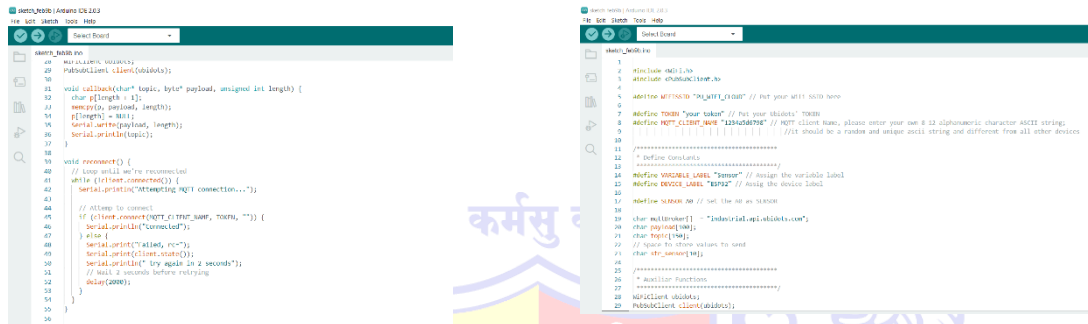 sketch_feb9b | Arduino IDE 2.0.3
File Edit Sketch Tools Help
Select Board
sketch_feb9b.ino
28 WiFiClient ubidots;
29 PubSubClient client(ubidots);
30
31 void callback(char* topic, byte* payload, unsigned int length) {
32 char p[length + 1];
33 memcpy(p, payload, length);
34 p[length] = NULL;
35 Serial.write(payload, length);
36 Serial.println(topic);
37 }
38
39 void reconnect() {
40 // Loop until we're reconnected
41 while (!client.connected()) {
42 Serial.println("Attempting MQTT connection...");
43
44 // Attemp to connect
45 if (client.connect(MQTT_CLIENT_NAME, TOKEN, "")) {
46 Serial.println("Connected");
47 } else {
48 Serial.print("Failed, rc=");
49 Serial.print(client.state());
50 Serial.println(" try again in 2 seconds");
51 // Wait 2 seconds before retrying
52 delay(2000);
53 }
54 }
55 }
56
sketch_feb9b | Arduino IDE 2.0.3
File Edit Sketch Tools Help
Select Board
sketch_feb9b.ino
1
2 #include <WiFi.h>
3 #include <PubSubClient.h>
4
5 #define WIFISSID "PU_WIFI_CLOUD" // Put your WifI SSID here
6
7 #define TOKEN "your token" // Put your Ubidots' TOKEN
8 #define MQTT_CLIENT_NAME "1234a5d6798" // MQTT client Name, please enter your own 8-12 alphanumeric character ASCII string;
9 //it should be a random and unique ascii string and different from all other devices
10
11 /****************************************
12 * Define Constants
13 ****************************************/
14 #define VARIABLE_LABEL "Sensor" // Assing the variable label
15 #define DEVICE_LABEL "ESP32" // Assig the device label
16
17 #define SENSOR A0 // Set the A0 as SENSOR
18
19 char mqttBroker[] = "industrial.api.ubidots.com";
20 char payload[100];
21 char topic[150];
22 // Space to store values to send
23 char str_sensor[10];
24
25 /****************************************
26 * Auxiliar Functions
27 ****************************************/
28 WiFiClient ubidots;
29 PubSubClient client(ubidots);
कर्मसु